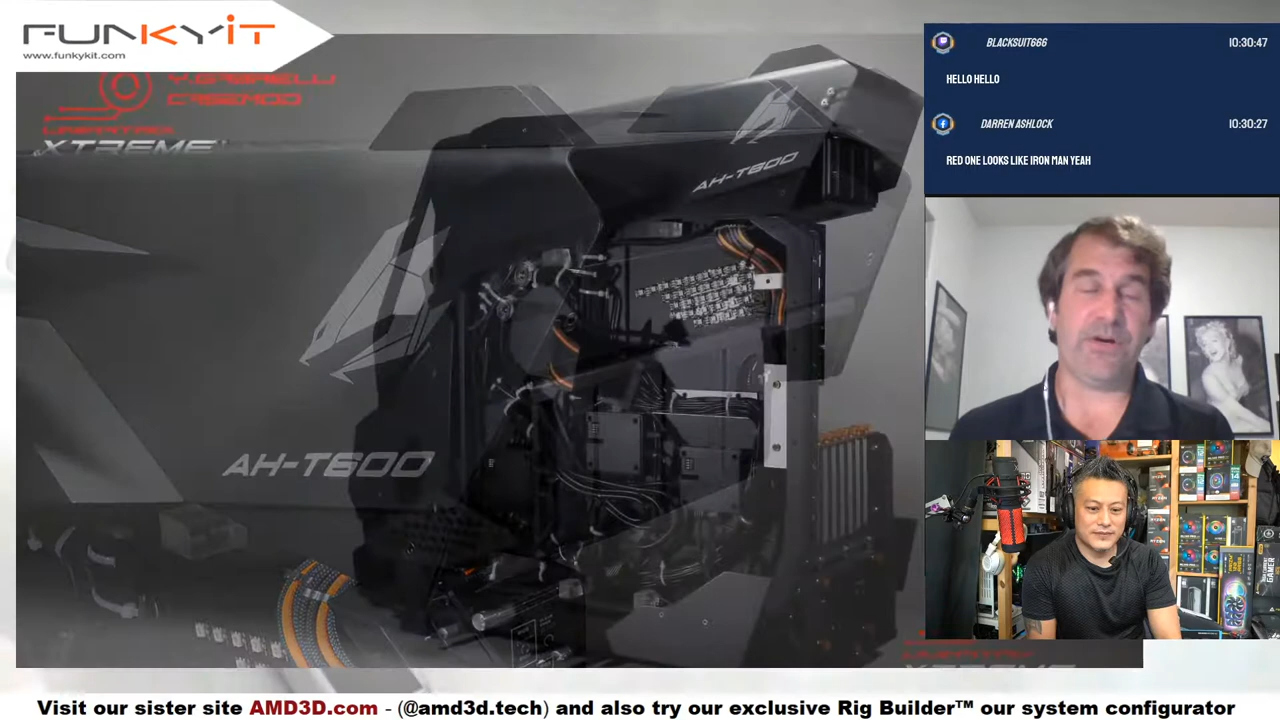 FUNKYIT
www.funkykit.com
Y.GABRIELLI
CASEMOD
XTREME
AH-T600
AH-T600
BLACKSUIT666
10:30:47
HELLO HELLO
DARREN ASHLOCK
10:30:27
RED ONE LOOKS LIKE IRON MAN YEAH
Visit our sister site AMD3D.com - (@amd3d.tech) and also try our exclusive Rig Builder™ our system configurator